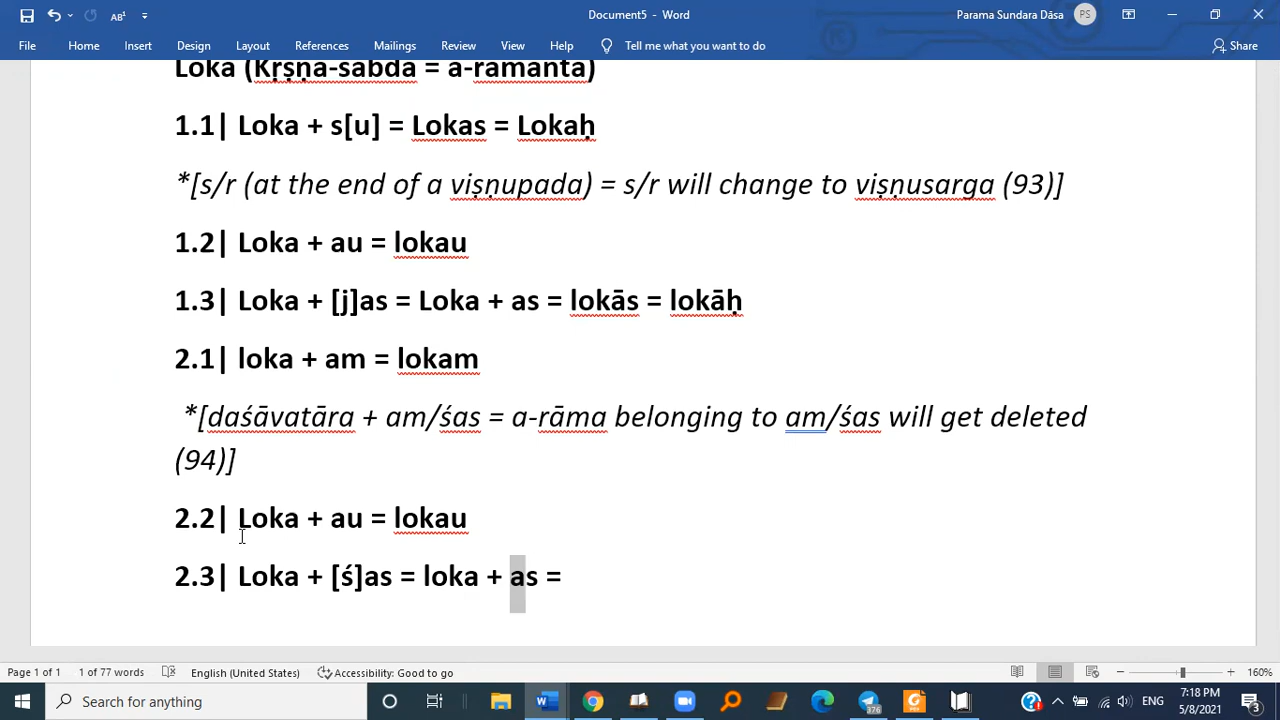 Document5 - Word
Parama Sundara Dāsa PS
File Home Insert Design Layout References Mailings Review View Help Tell me what you want to do Share
Loka (Kṛṣṇa-śabda = a-rāmānta)
1.1| Loka + s[u] = Lokas = Lokaḥ
*[s/r (at the end of a viṣṇupada) = s/r will change to viṣṇusarga (93)]
1.2| Loka + au = lokau
1.3| Loka + [j]as = Loka + as = lokās = lokāḥ
2.1| loka + am = lokam
*[daśāvatāra + am/śas = a-rāma belonging to am/śas will get deleted
(94)]
2.2| Loka + au = lokau
2.3| Loka + [ś]as = loka + as =
Page 1 of 1 1 of 77 words English (United States) Accessibility: Good to go 160%
Search for anything 376 ENG 7:18 PM 5/8/2021 3